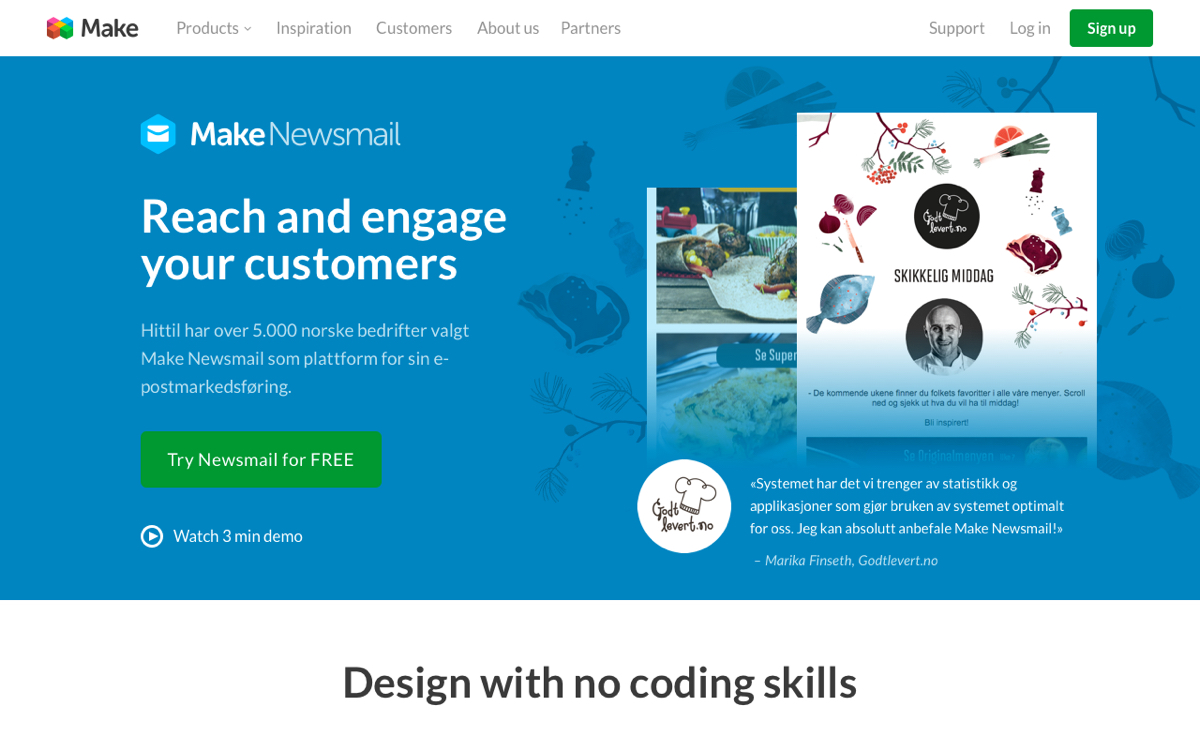 Make
Products
Inspiration
Customers
About us
Partners
Support
Log in
Sign up
Make Newsmail
Reach and engage
your customers
Hittil har over 5.000 norske bedrifter valgt
Make Newsmail som plattform for sin e-
postmarkedsføring.
Try Newsmail for FREE
Watch 3 min demo
Godt
levert.no
SKIKKELIG MIDDAG
- De kommende ukene finner du folkets favoritter i alle våre menyer. Scroll
ned og sjekk ut hva du vil ha til middag!
Bli inspirert!
Se Super
Se Originalmenyen
Godt
levert.no
«Systemet har det vi trenger av statistikk og
applikasjoner som gjør bruken av systemet optimalt
for oss. Jeg kan absolutt anbefale Make Newsmail!»
– Marika Finseth, Godtlevert.no
Design with no coding skills